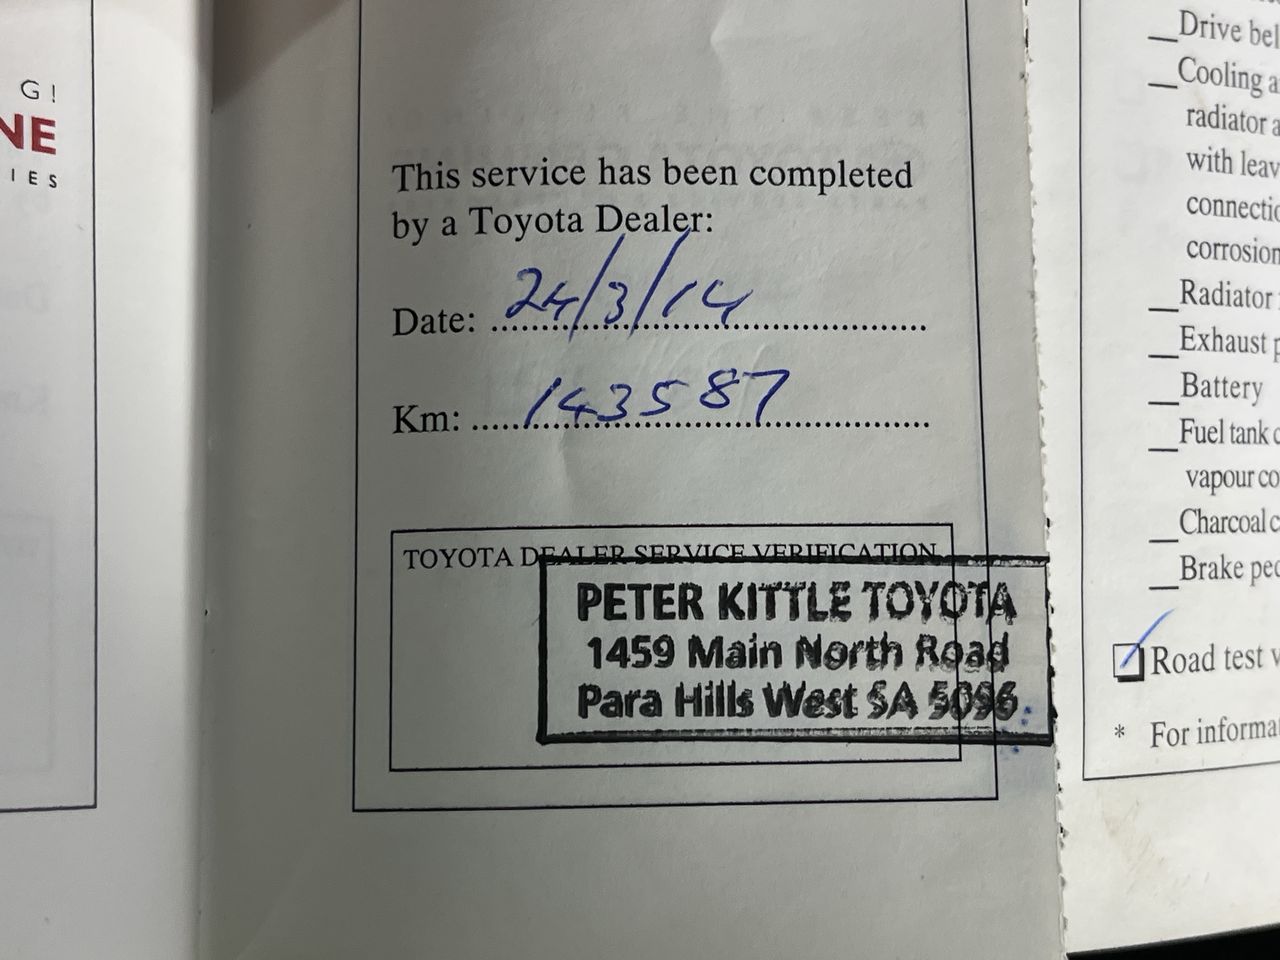 G!
NE
IES
This service has been completed
by a Toyota Dealer:
Date: 24/3/14
Km: 143587
TOYOTA DEALER SERVICE VERIFICATION
PETER KITTLE TOYOTA
1459 Main North Road
Para Hills West SA 5096
Drive bel
Cooling a
radiator a
with leav
connectio
corrosion
Radiator
Exhaust p
Battery
Fuel tank c
vapour co
Charcoal c
Brake ped
Road test v
* For informat